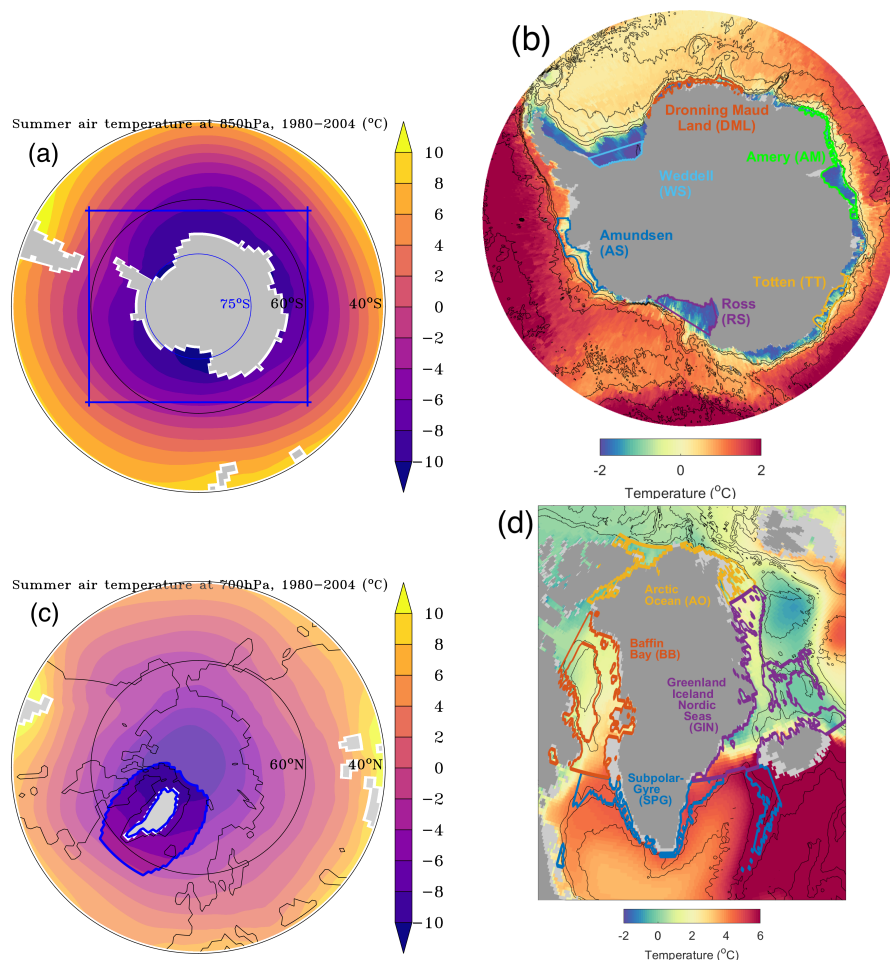 Summer air temperature at 850hPa, 1980−2004 (°C)
(a)
75°S
60°S
40°S
10
8
6
4
2
0
−2
−4
−6
−8
−10
(b)
Dronning Maud
Land (DML)
Amery (AM)
Weddell
(WS)
Amundsen
(AS)
Totten (TT)
Ross
(RS)
-2
0
2
Temperature (°C)
Summer air temperature at 700hPa, 1980−2004 (°C)
(c)
60°N
40°N
10
8
6
4
2
0
−2
−4
−6
−8
−10
(d)
Arctic
Ocean (AO)
Baffin
Bay (BB)
Greenland
Iceland
Nordic
Seas
(GIN)
Subpolar-
Gyre
(SPG)
-2
0
2
4
6
Temperature (°C)